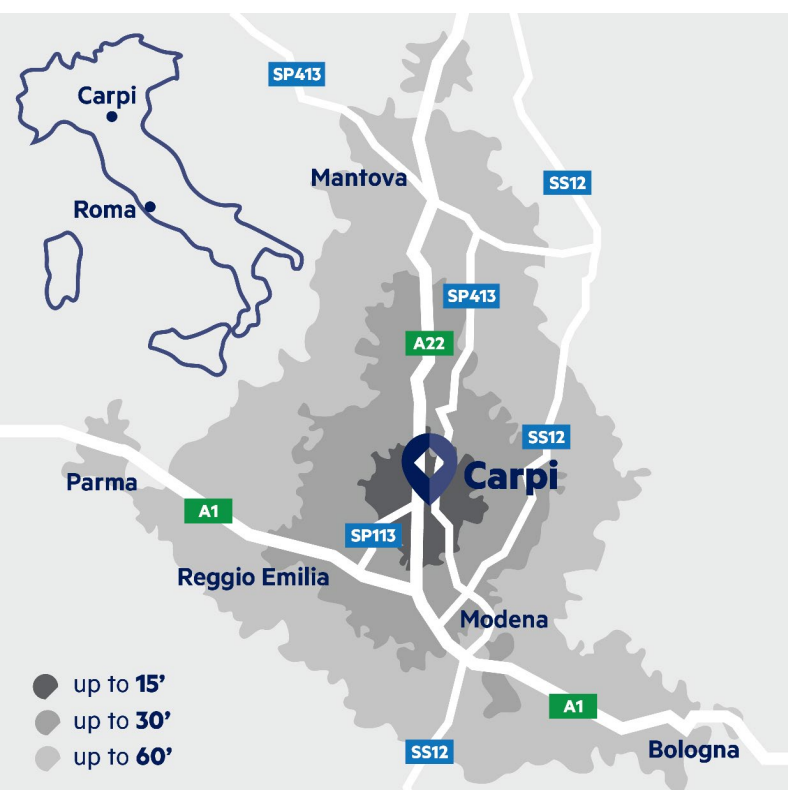 SP413
Carpi
Mantova
SS12
Roma
SP413
A22
SS12
Carpi
Parma
A1
SP113
Reggio Emilia
Modena
up to 15’
up to 30’
A1
up to 60’
SS12
Bologna